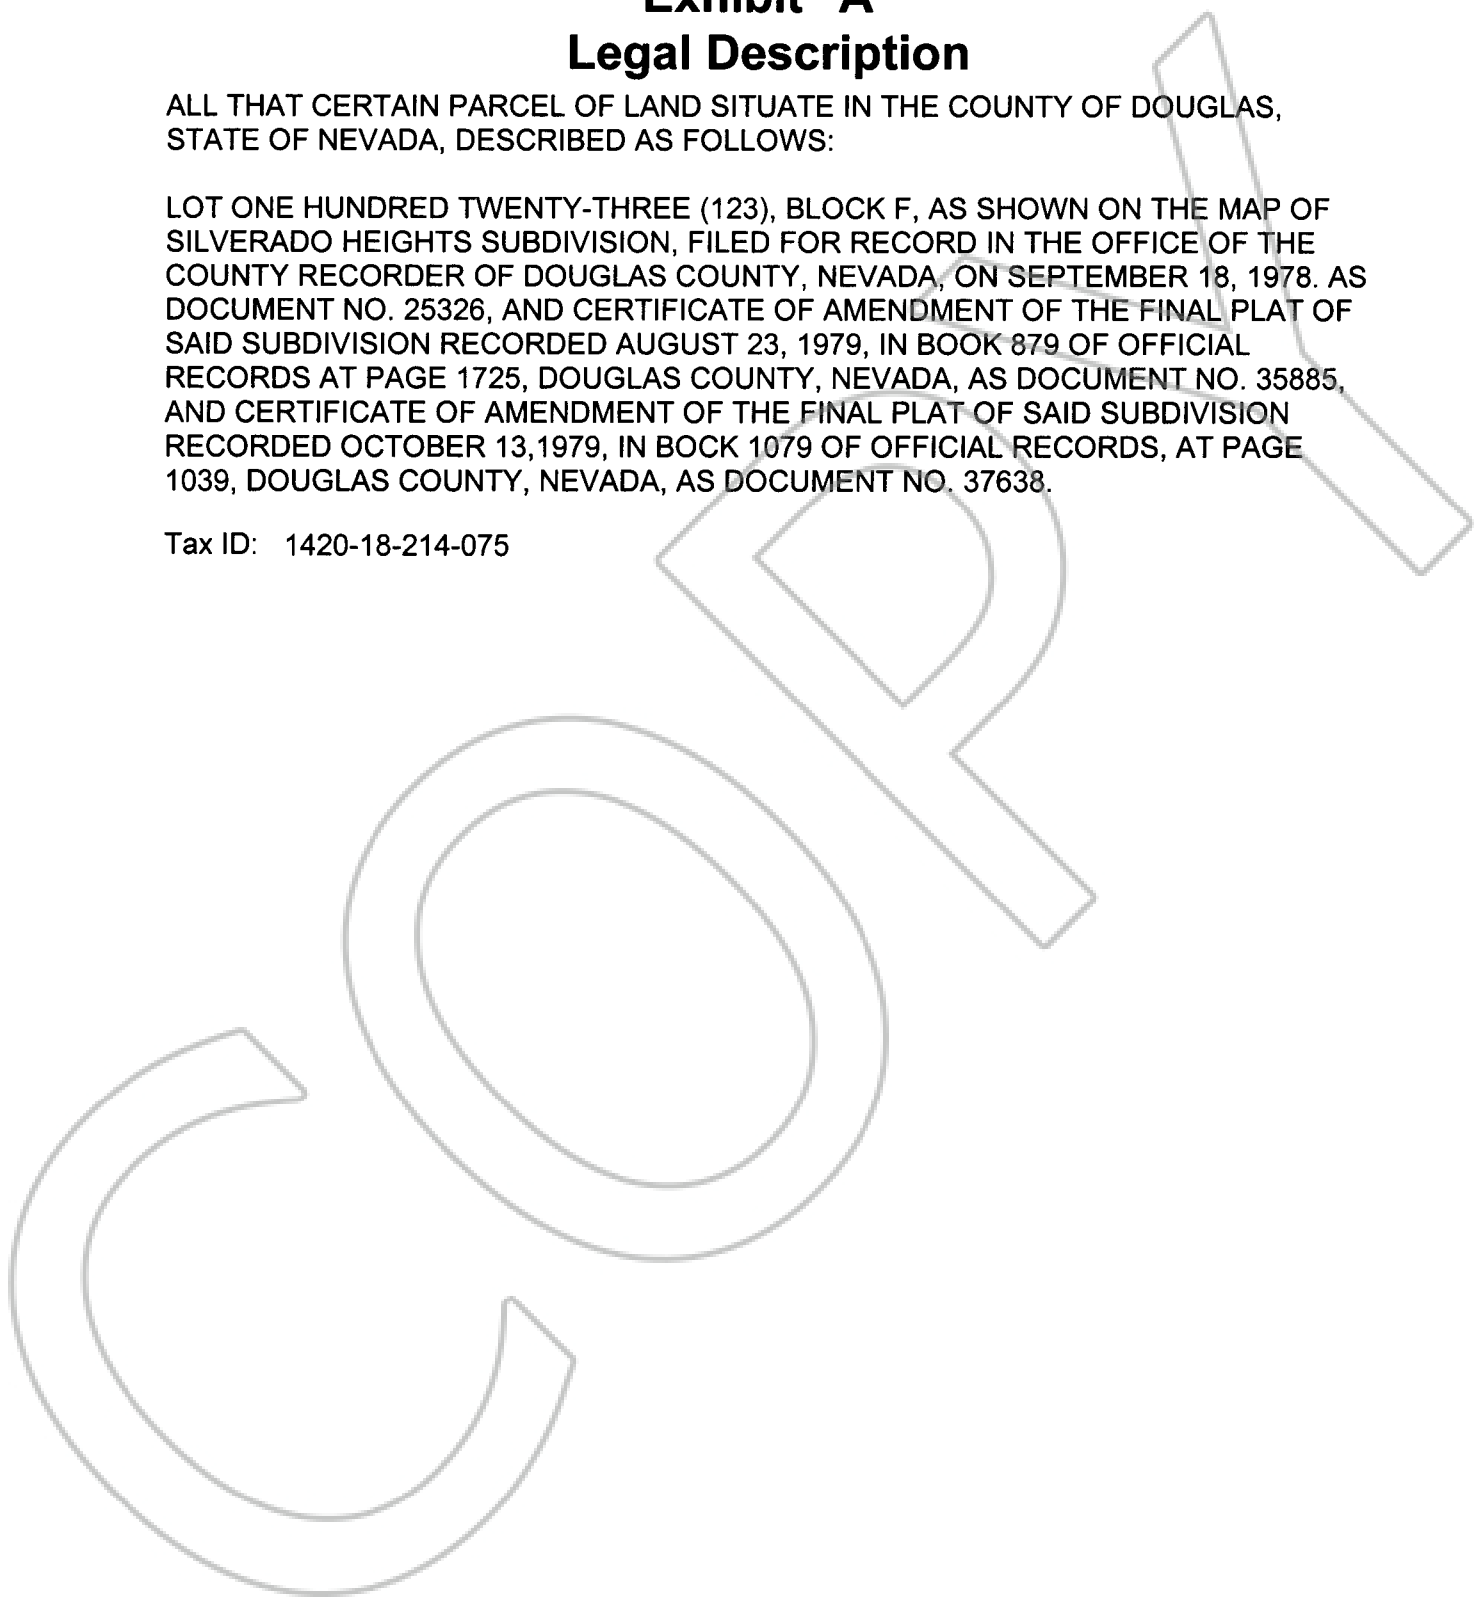 Exhibit "A"
Legal Description
ALL THAT CERTAIN PARCEL OF LAND SITUATE IN THE COUNTY OF DOUGLAS,
STATE OF NEVADA, DESCRIBED AS FOLLOWS:
LOT ONE HUNDRED TWENTY-THREE (123), BLOCK F, AS SHOWN ON THE MAP OF
SILVERADO HEIGHTS SUBDIVISION, FILED FOR RECORD IN THE OFFICE OF THE
COUNTY RECORDER OF DOUGLAS COUNTY, NEVADA, ON SEPTEMBER 18, 1978. AS
DOCUMENT NO. 25326, AND CERTIFICATE OF AMENDMENT OF THE FINAL PLAT OF
SAID SUBDIVISION RECORDED AUGUST 23, 1979, IN BOOK 879 OF OFFICIAL
RECORDS AT PAGE 1725, DOUGLAS COUNTY, NEVADA, AS DOCUMENT NO. 35885,
AND CERTIFICATE OF AMENDMENT OF THE FINAL PLAT OF SAID SUBDIVISION
RECORDED OCTOBER 13,1979, IN BOCK 1079 OF OFFICIAL RECORDS, AT PAGE
1039, DOUGLAS COUNTY, NEVADA, AS DOCUMENT NO. 37638.
Tax ID: 1420-18-214-075
COPY